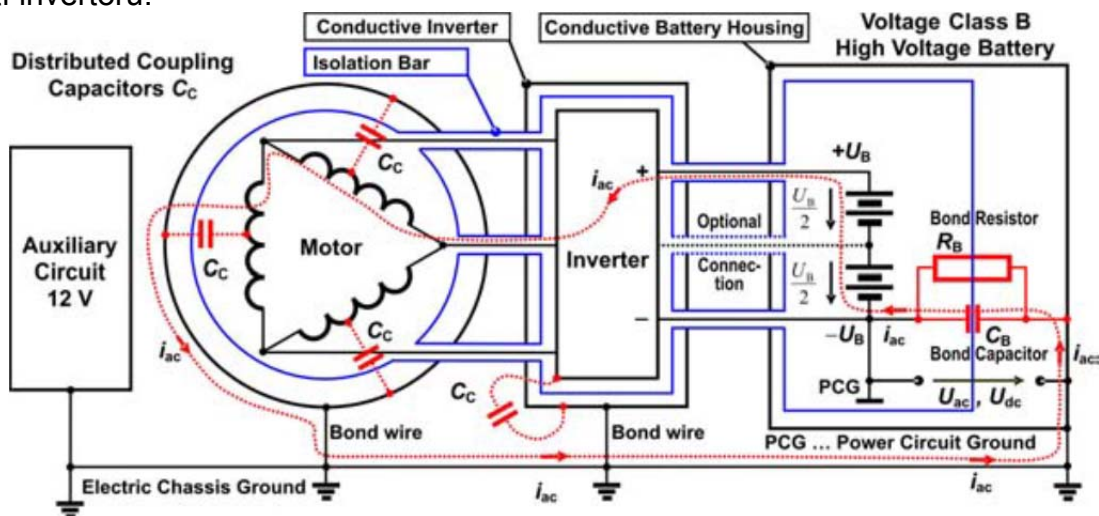 invertoru.
Conductive Inverter
Conductive Battery Housing
Voltage Class B
High Voltage Battery
Distributed Coupling
Capacitors CC
Isolation Bar
CC
+UB
iac
+
UB
2
Optional
Bond Resistor
RB
Auxiliary
Circuit
12 V
CC
Motor
Inverter
Connec-
tion
UB
2
CC
−
−UB
iac
CB
Bond Capacitor
iac
iac
CC
PCG
Uac , Udc
Bond wire
Bond wire
PCG ... Power Circuit Ground
Electric Chassis Ground
iac
iac